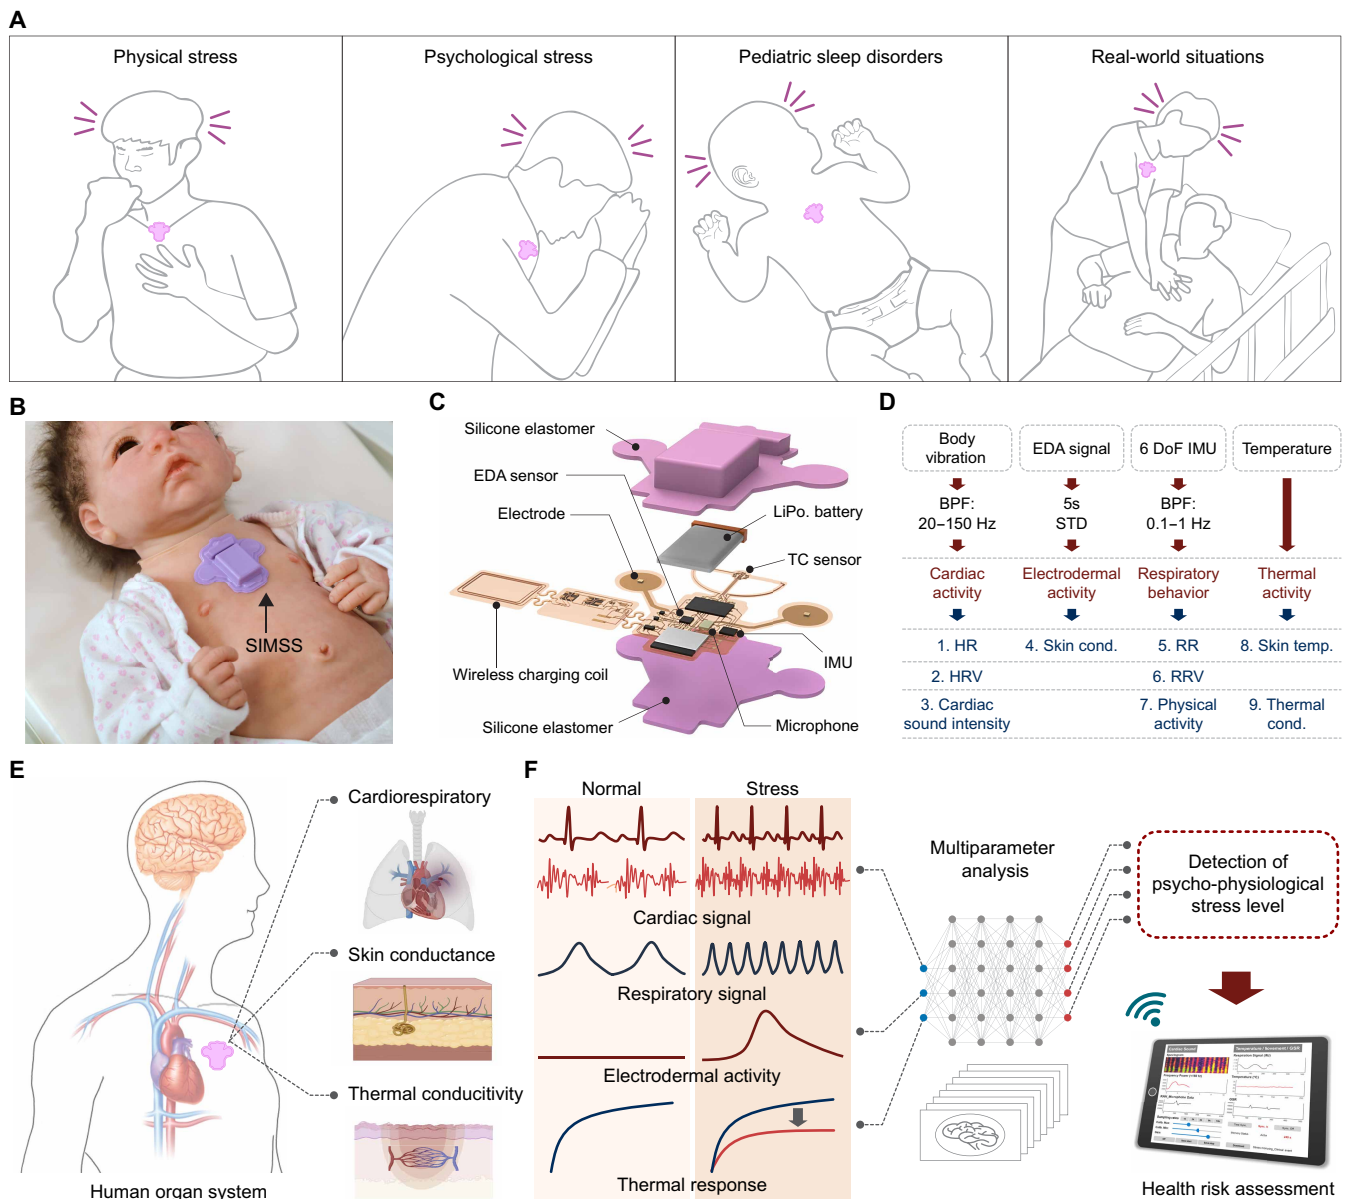 A
Physical stress
Psychological stress
Pediatric sleep disorders
Real-world situations
B
SIMSS
C
Silicone elastomer
EDA sensor
Electrode
LiPo. battery
TC sensor
Wireless charging coil
IMU
Silicone elastomer
Microphone
D
Body
vibration
EDA signal
6 DoF IMU
Temperature
BPF:
20–150 Hz
5s
STD
BPF:
0.1–1 Hz
Cardiac
activity
Electrodermal
activity
Respiratory
behavior
Thermal
activity
1. HR
4. Skin cond.
5. RR
8. Skin temp.
2. HRV
6. RRV
3. Cardiac
sound intensity
7. Physical
activity
9. Thermal
cond.
E
Cardiorespiratory
Skin conductance
Thermal conducitivity
Human organ system
F
Normal
Stress
Cardiac signal
Respiratory signal
Electrodermal activity
Thermal response
Multiparameter
analysis
Detection of
psycho-physiological
stress level
Health risk assessment